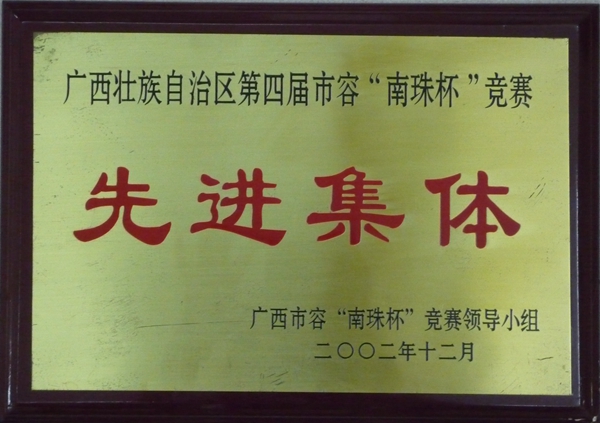 广西壮族自治区第四届市容“南珠杯”竞赛
先进集体
广西市容“南珠杯”竞赛领导小组
二〇〇二年十二月